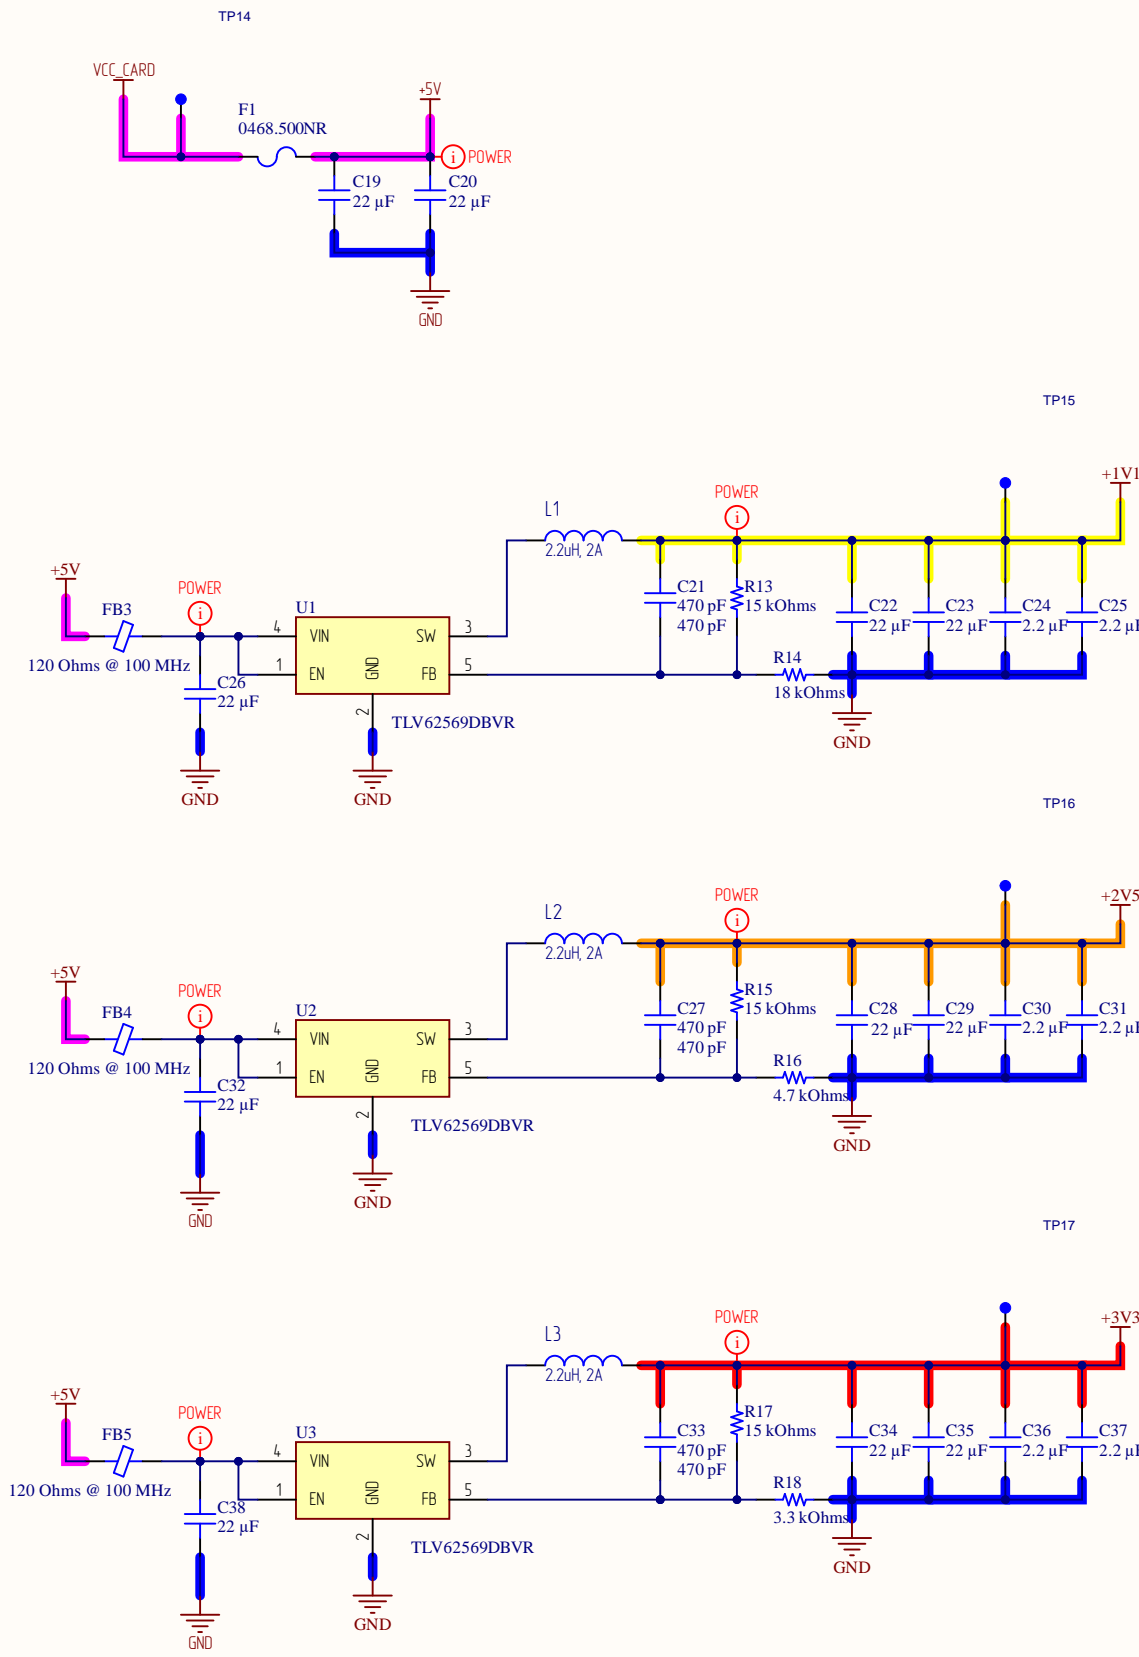 TP14
VCC_CARD
+5V
F1
0468.500NR
i POWER
C19
22 µF
C20
22 µF
GND
TP15
+1V1
POWER
i
L1
2.2uH, 2A
+5V
POWER
i
FB3
120 Ohms @ 100 MHz
U1
4
VIN
SW
3
1
EN
GND
FB
5
2
TLV62569DBVR
C26
22 µF
GND
GND
C21
470 pF
470 pF
R13
15 kOhms
R14
18 kOhms
C22
22 µF
C23
22 µF
C24
2.2 µF
C25
2.2 µF
GND
TP16
+2V5
POWER
i
L2
2.2uH, 2A
+5V
POWER
i
FB4
120 Ohms @ 100 MHz
U2
4
VIN
SW
3
1
EN
GND
FB
5
2
TLV62569DBVR
C32
22 µF
GND
GND
C27
470 pF
470 pF
R15
15 kOhms
R16
4.7 kOhms
C28
22 µF
C29
22 µF
C30
2.2 µF
C31
2.2 µF
GND
TP17
+3V3
POWER
i
L3
2.2uH, 2A
+5V
POWER
i
FB5
120 Ohms @ 100 MHz
U3
4
VIN
SW
3
1
EN
GND
FB
5
2
TLV62569DBVR
C38
22 µF
GND
GND
C33
470 pF
470 pF
R17
15 kOhms
R18
3.3 kOhms
C34
22 µF
C35
22 µF
C36
2.2 µF
C37
2.2 µF
GND